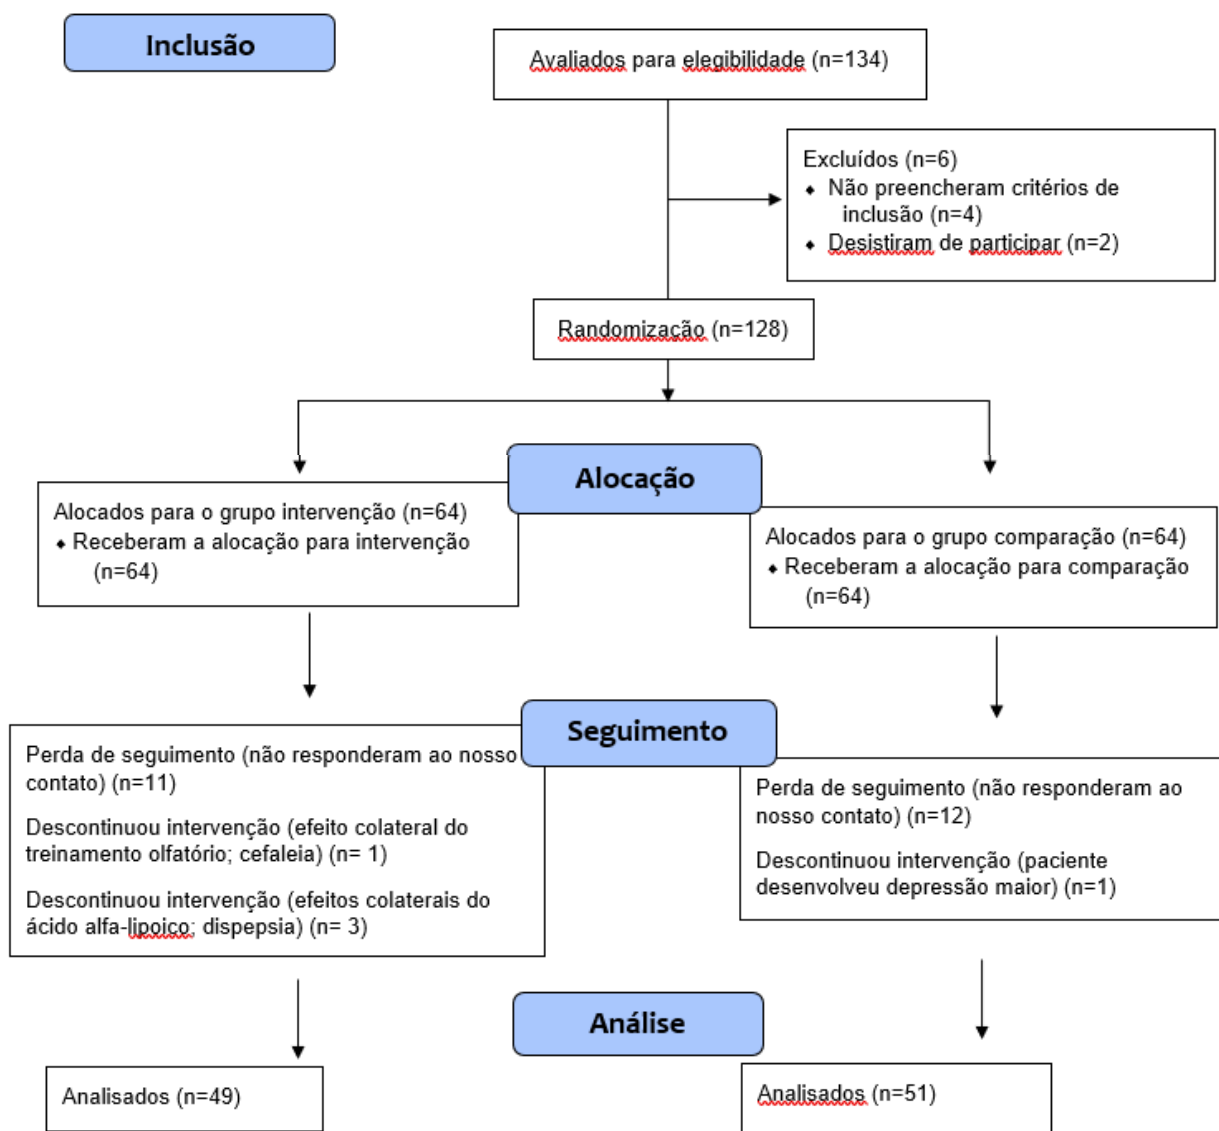 Inclusão
Avaliados para elegibilidade (n=134)
Excluídos (n=6)
⬧ Não preencheram critérios de
inclusão (n=4)
⬧ Desistiram de participar (n=2)
Randomização (n=128)
Alocação
Alocados para o grupo intervenção (n=64)
⬧ Receberam a alocação para intervenção
(n=64)
Alocados para o grupo comparação (n=64)
⬧ Receberam a alocação para comparação
(n=64)
Seguimento
Perda de seguimento (não responderam ao nosso
contato) (n=11)
Descontinuou intervenção (efeito colateral do
treinamento olfatório; cefaleia) (n= 1)
Descontinuou intervenção (efeitos colaterais do
ácido alfa-lipoico; dispepsia) (n= 3)
Perda de seguimento (não responderam ao
nosso contato) (n=12)
Descontinuou intervenção (paciente
desenvolveu depressão maior) (n=1)
Análise
Analisados (n=49)
Analisados (n=51)